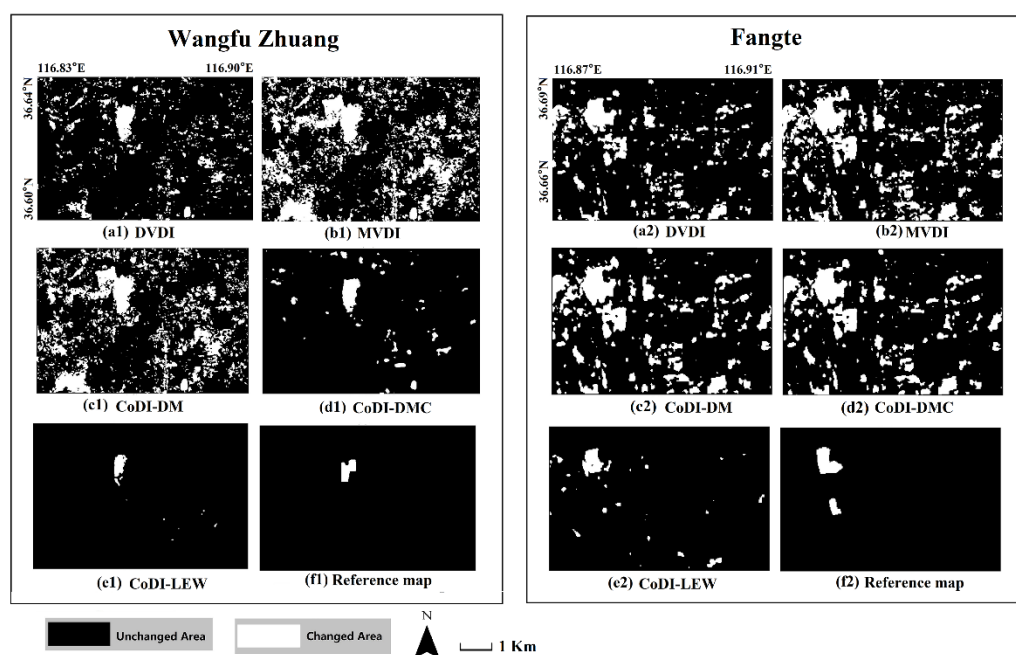 Wangfu Zhuang
116.83°E 116.90°E
36.64°N
36.60°N
(a1) DVDI
(b1) MVDI
(c1) CoDI-DM
(d1) CoDI-DMC
(e1) CoDI-LEW
(f1) Reference map
Fangte
116.87°E 116.91°E
36.69°N
36.66°N
(a2) DVDI
(b2) MVDI
(c2) CoDI-DM
(d2) CoDI-DMC
(e2) CoDI-LEW
(f2) Reference map
Unchanged Area
Changed Area
N
1 Km